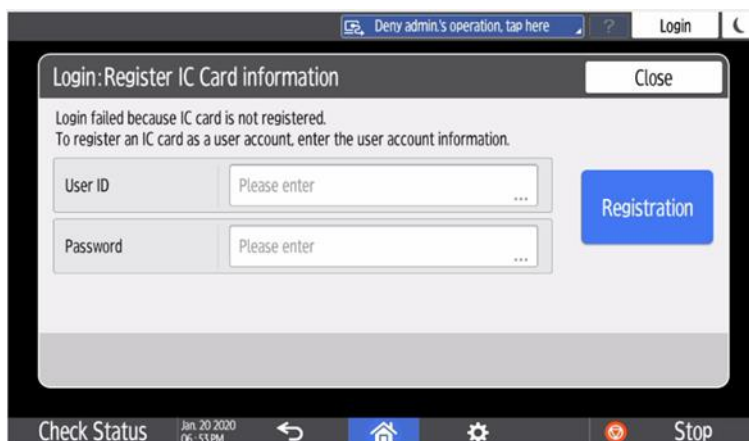 Deny admin.'s operation, tap here
?
Login
Login:Register IC Card information
Close
Login failed because IC card is not registered.
To register an IC card as a user account, enter the user account information.
User ID
Please enter
...
Registration
Password
Please enter
...
Check Status
Jan. 20 2020
06:53 PM
Stop